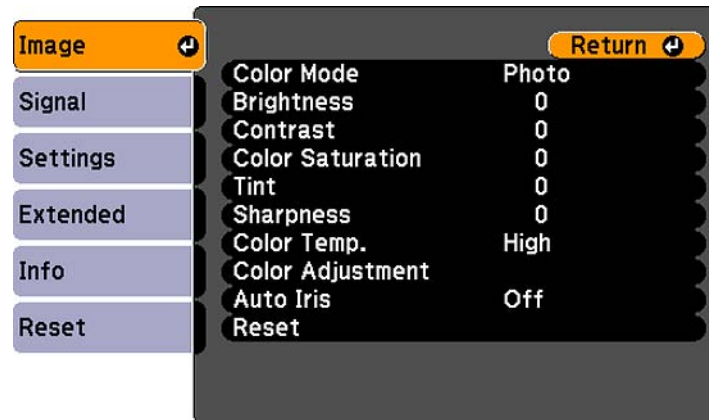 Image
Signal
Settings
Extended
Info
Reset
Return
Color Mode Photo
Brightness 0
Contrast 0
Color Saturation 0
Tint 0
Sharpness 0
Color Temp. High
Color Adjustment
Auto Iris Off
Reset